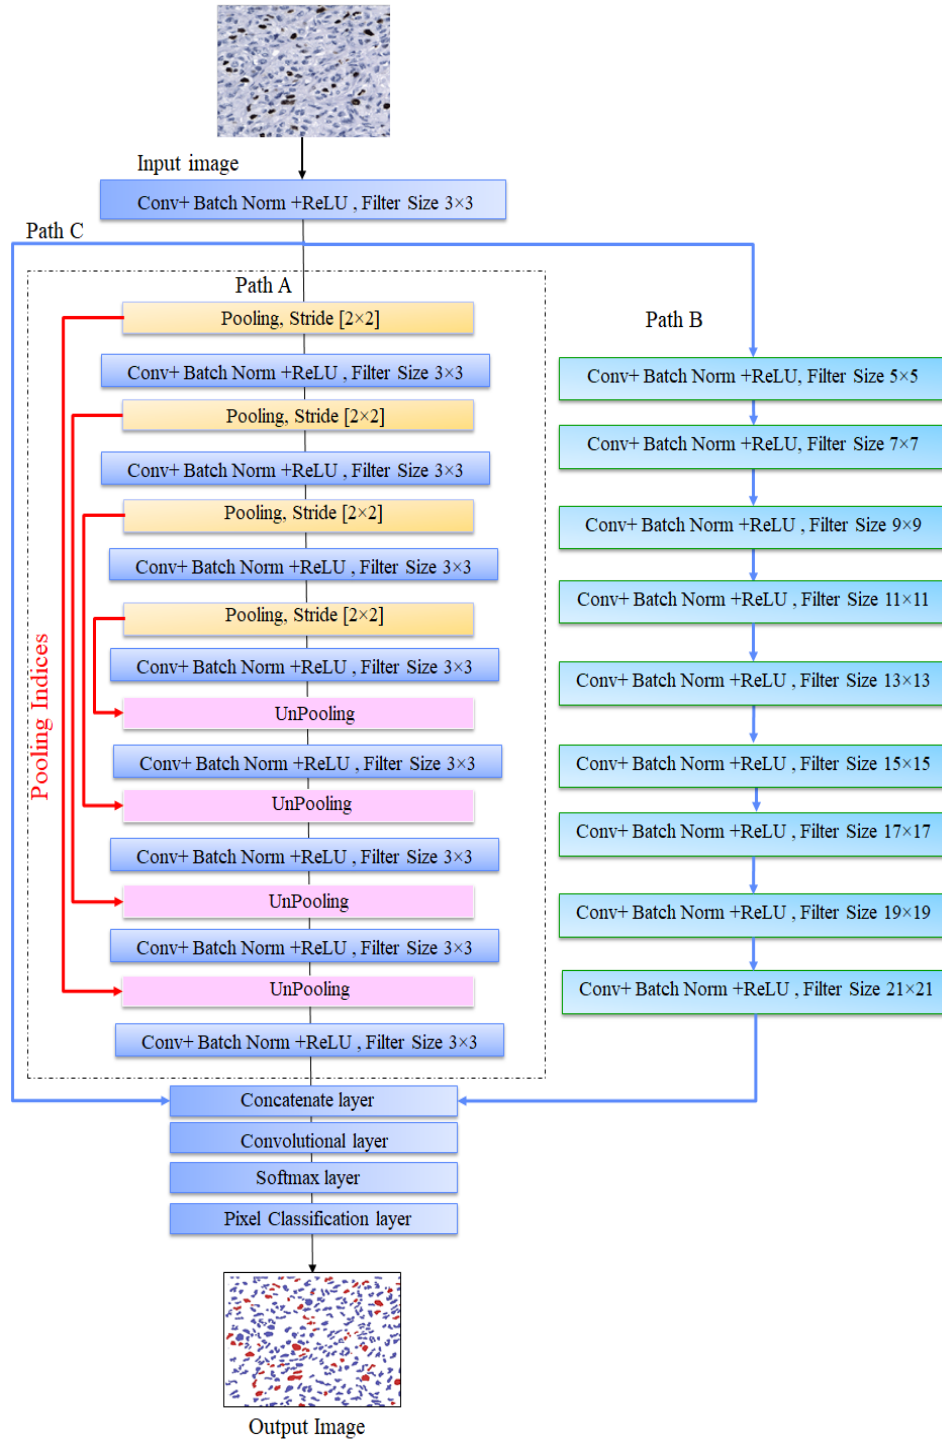 Input image
Conv+ Batch Norm +ReLU , Filter Size 3×3
Path C
Path A
Pooling, Stride [2×2]
Conv+ Batch Norm +ReLU , Filter Size 3×3
Pooling, Stride [2×2]
Conv+ Batch Norm +ReLU , Filter Size 3×3
Pooling, Stride [2×2]
Conv+ Batch Norm +ReLU , Filter Size 3×3
Pooling, Stride [2×2]
Conv+ Batch Norm +ReLU , Filter Size 3×3
UnPooling
Conv+ Batch Norm +ReLU , Filter Size 3×3
UnPooling
Conv+ Batch Norm +ReLU , Filter Size 3×3
UnPooling
Conv+ Batch Norm +ReLU , Filter Size 3×3
UnPooling
Conv+ Batch Norm +ReLU , Filter Size 3×3
Pooling Indices
Path B
Conv+ Batch Norm +ReLU, Filter Size 5×5
Conv+ Batch Norm +ReLU, Filter Size 7×7
Conv+ Batch Norm +ReLU , Filter Size 9×9
Conv+ Batch Norm +ReLU , Filter Size 11×11
Conv+ Batch Norm +ReLU , Filter Size 13×13
Conv+ Batch Norm +ReLU , Filter Size 15×15
Conv+ Batch Norm +ReLU , Filter Size 17×17
Conv+ Batch Norm +ReLU , Filter Size 19×19
Conv+ Batch Norm +ReLU , Filter Size 21×21
Concatenate layer
Convolutional layer
Softmax layer
Pixel Classification layer
Output Image